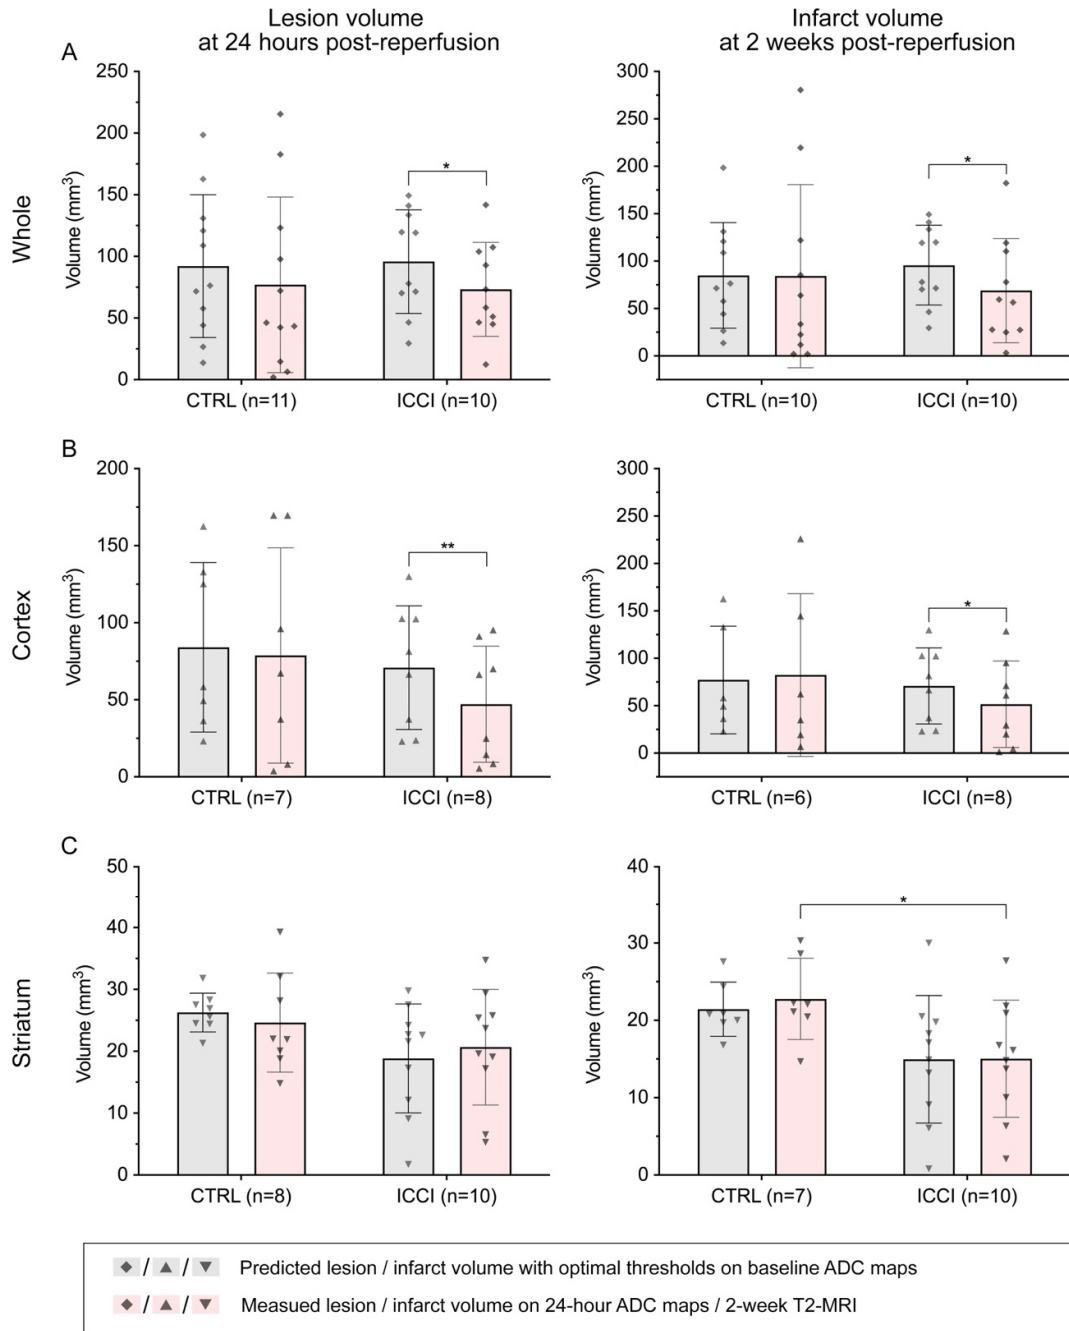 Lesion volume
at 24 hours post-reperfusion
Infarct volume
at 2 weeks post-reperfusion
A
Whole
Volume (mm³)
250
200
150
100
50
0
*
CTRL (n=11)
ICCI (n=10)
Volume (mm³)
300
250
200
150
100
50
0
*
CTRL (n=10)
ICCI (n=10)
B
Cortex
Volume (mm³)
200
150
100
50
0
**
CTRL (n=7)
ICCI (n=8)
Volume (mm³)
300
250
200
150
100
50
0
*
CTRL (n=6)
ICCI (n=8)
C
Striatum
Volume (mm³)
50
40
30
20
10
0
CTRL (n=8)
ICCI (n=10)
Volume (mm³)
40
30
20
10
0
*
CTRL (n=7)
ICCI (n=10)
/ / Predicted lesion / infarct volume with optimal thresholds on baseline ADC maps
/ / Measued lesion / infarct volume on 24-hour ADC maps / 2-week T2-MRI